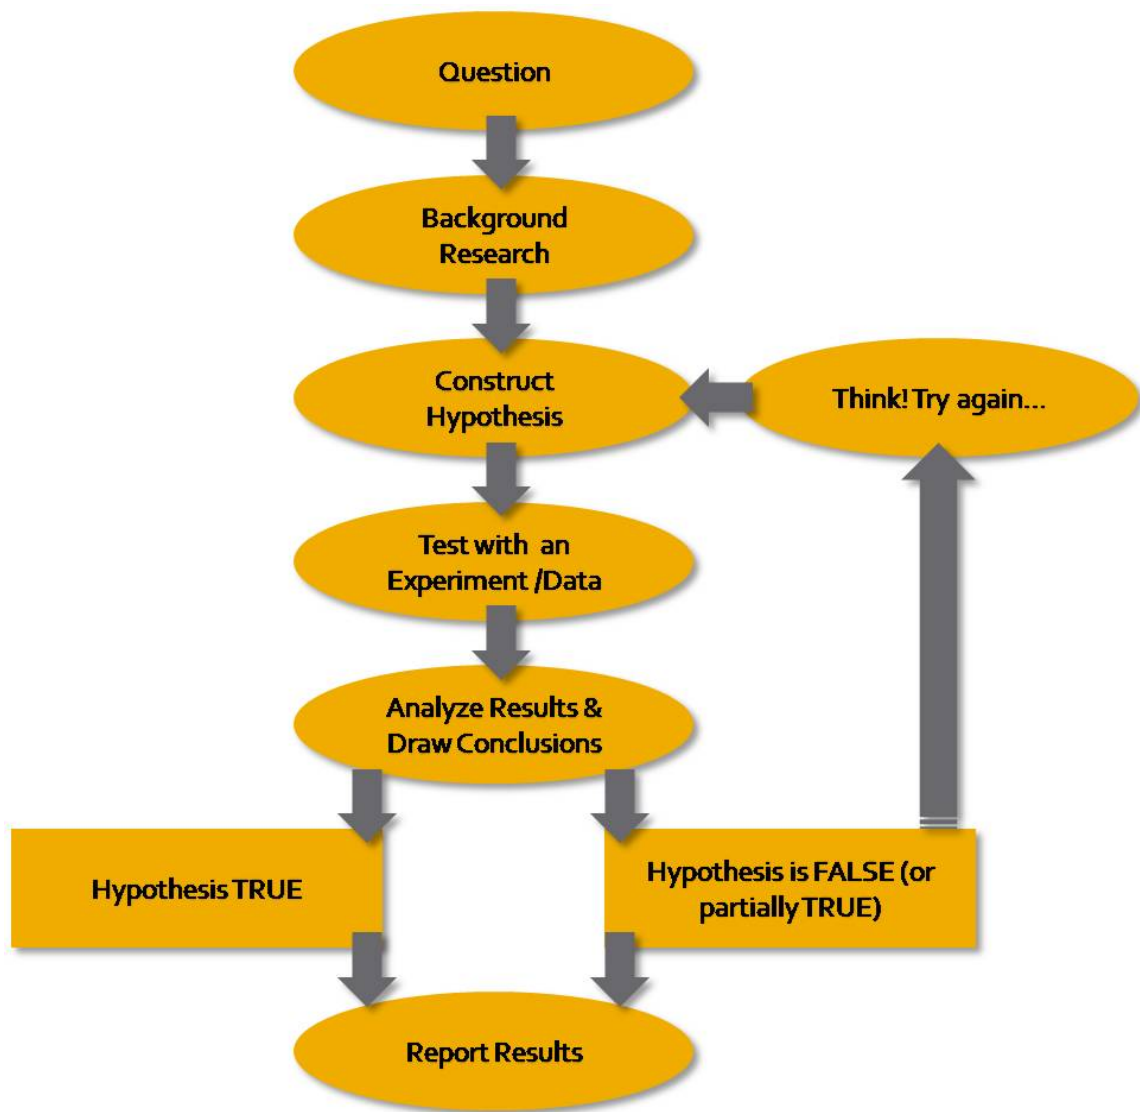 Question
Background
Research
Construct
Hypothesis
Think! Try again...
Test with an
Experiment /Data
Analyze Results &
Draw Conclusions
Hypothesis TRUE
Hypothesis is FALSE (or
partially TRUE)
Report Results